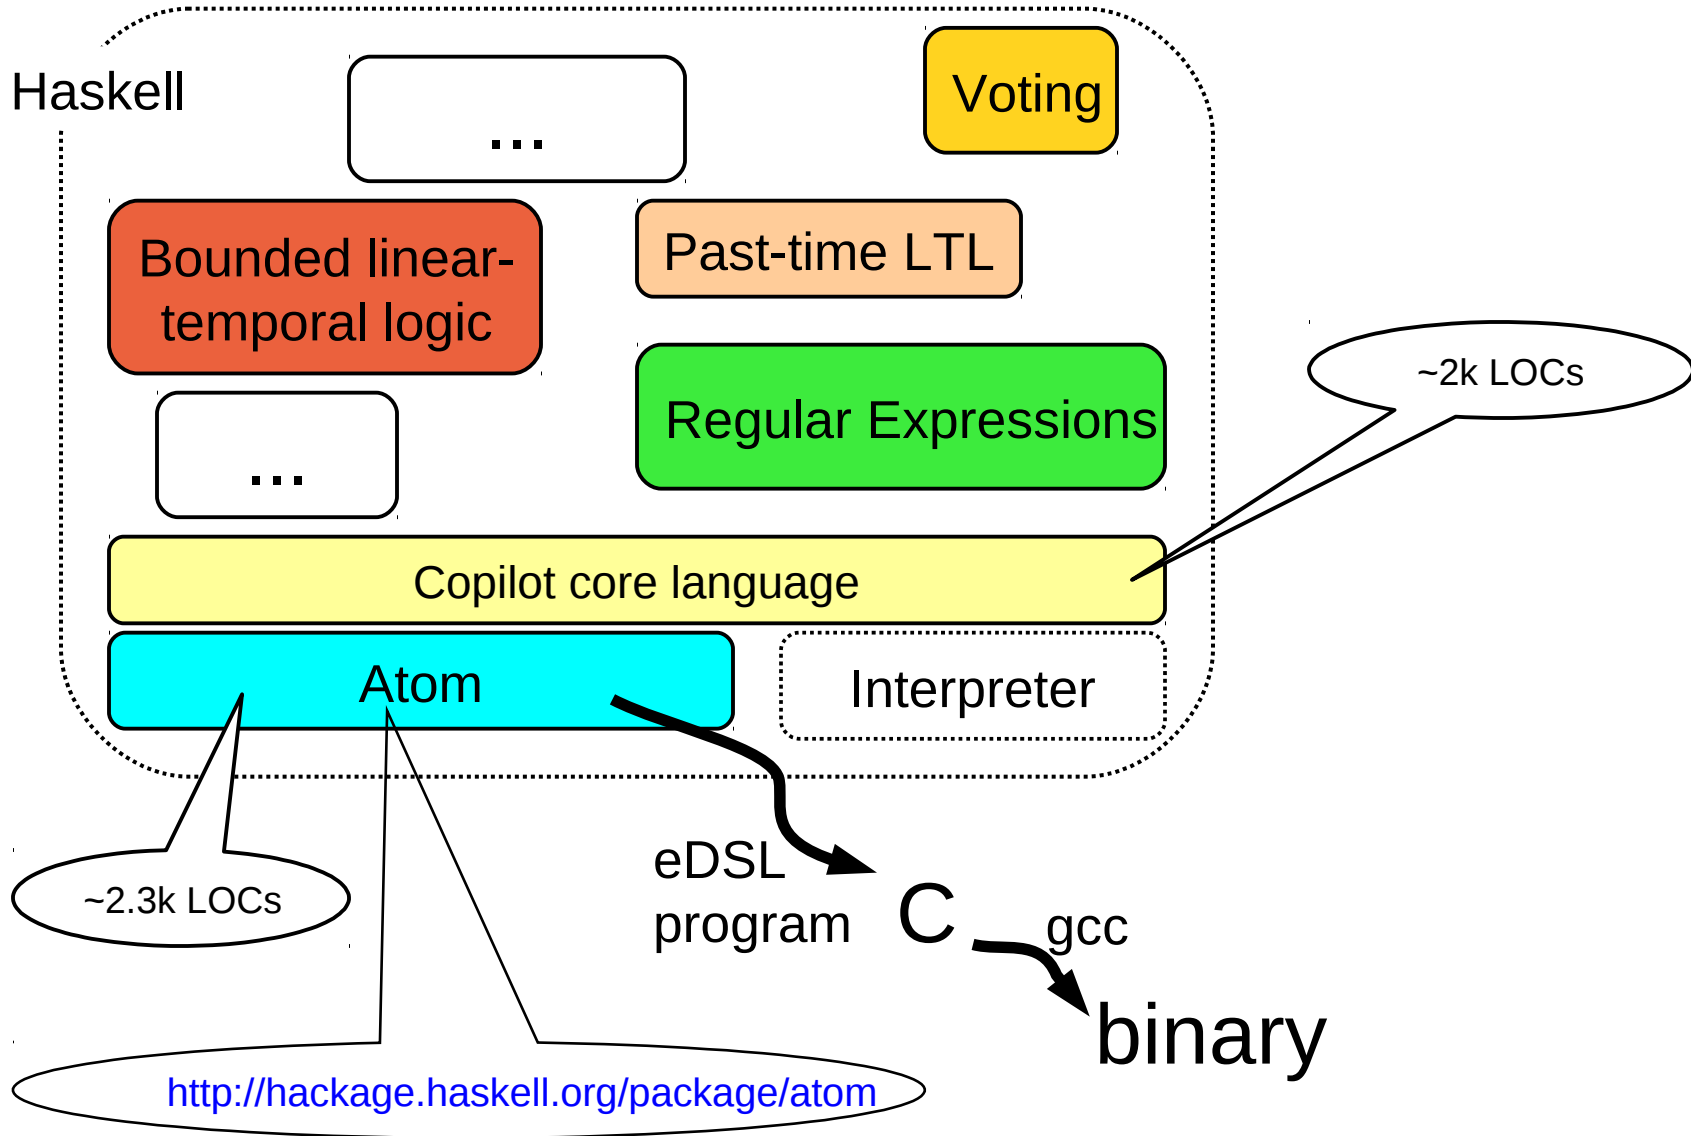 Haskell
...
Voting
Bounded linear-
temporal logic
Past-time LTL
~2k LOCs
Regular Expressions
...
Copilot core language
Atom
Interpreter
~2.3k LOCs
eDSL
program
C
gcc
binary
http://hackage.haskell.org/package/atom